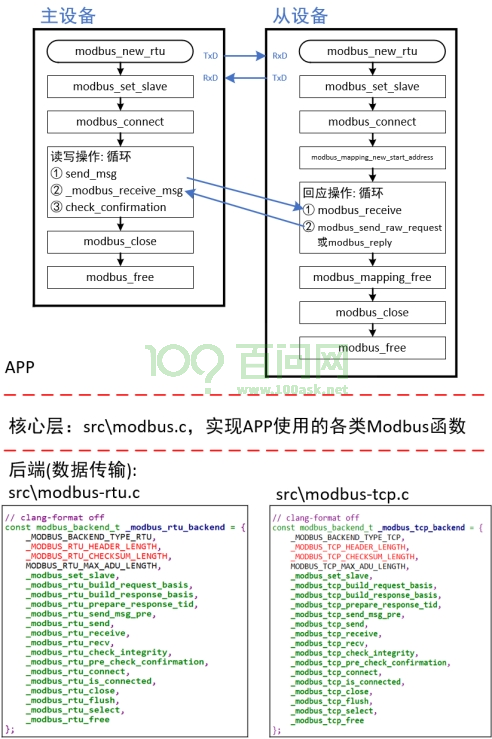 主设备
modbus_new_rtu
modbus_set_slave
modbus_connect
读写操作: 循环
① send_msg
② _modbus_receive_msg
③ check_confirmation
modbus_close
modbus_free
TxD
RxD
RxD
TxD
从设备
modbus_new_rtu
modbus_set_slave
modbus_connect
modbus_mapping_new_start_address
回应操作: 循环
① modbus_receive
② modbus_send_raw_request
或modbus_reply
modbus_mapping_free
modbus_close
modbus_free
百问网
www.100ask.net
APP
核心层：src\modbus.c，实现APP使用的各类Modbus函数
后端(数据传输):
src\modbus-rtu.c
// clang-format off
const modbus_backend_t _modbus_rtu_backend = {
_MODBUS_BACKEND_TYPE_RTU,
_MODBUS_RTU_HEADER_LENGTH,
_MODBUS_RTU_CHECKSUM_LENGTH,
MODBUS_RTU_MAX_ADU_LENGTH,
_modbus_set_slave,
_modbus_rtu_build_request_basis,
_modbus_rtu_build_response_basis,
_modbus_rtu_prepare_response_tid,
_modbus_rtu_send_msg_pre,
_modbus_rtu_send,
_modbus_rtu_receive,
_modbus_rtu_recv,
_modbus_rtu_check_integrity,
_modbus_rtu_pre_check_confirmation,
_modbus_rtu_connect,
_modbus_rtu_is_connected,
_modbus_rtu_close,
_modbus_rtu_flush,
_modbus_rtu_select,
_modbus_rtu_free
};
src\modbus-tcp.c
// clang-format off
const modbus_backend_t _modbus_tcp_backend = {
_MODBUS_BACKEND_TYPE_TCP,
_MODBUS_TCP_HEADER_LENGTH,
_MODBUS_TCP_CHECKSUM_LENGTH,
MODBUS_TCP_MAX_ADU_LENGTH,
_modbus_set_slave,
_modbus_tcp_build_request_basis,
_modbus_tcp_build_response_basis,
_modbus_tcp_prepare_response_tid,
_modbus_tcp_send_msg_pre,
_modbus_tcp_send,
_modbus_tcp_receive,
_modbus_tcp_recv,
_modbus_tcp_check_integrity,
_modbus_tcp_pre_check_confirmation,
_modbus_tcp_connect,
_modbus_tcp_is_connected,
_modbus_tcp_close,
_modbus_tcp_flush,
_modbus_tcp_select,
_modbus_tcp_free
};